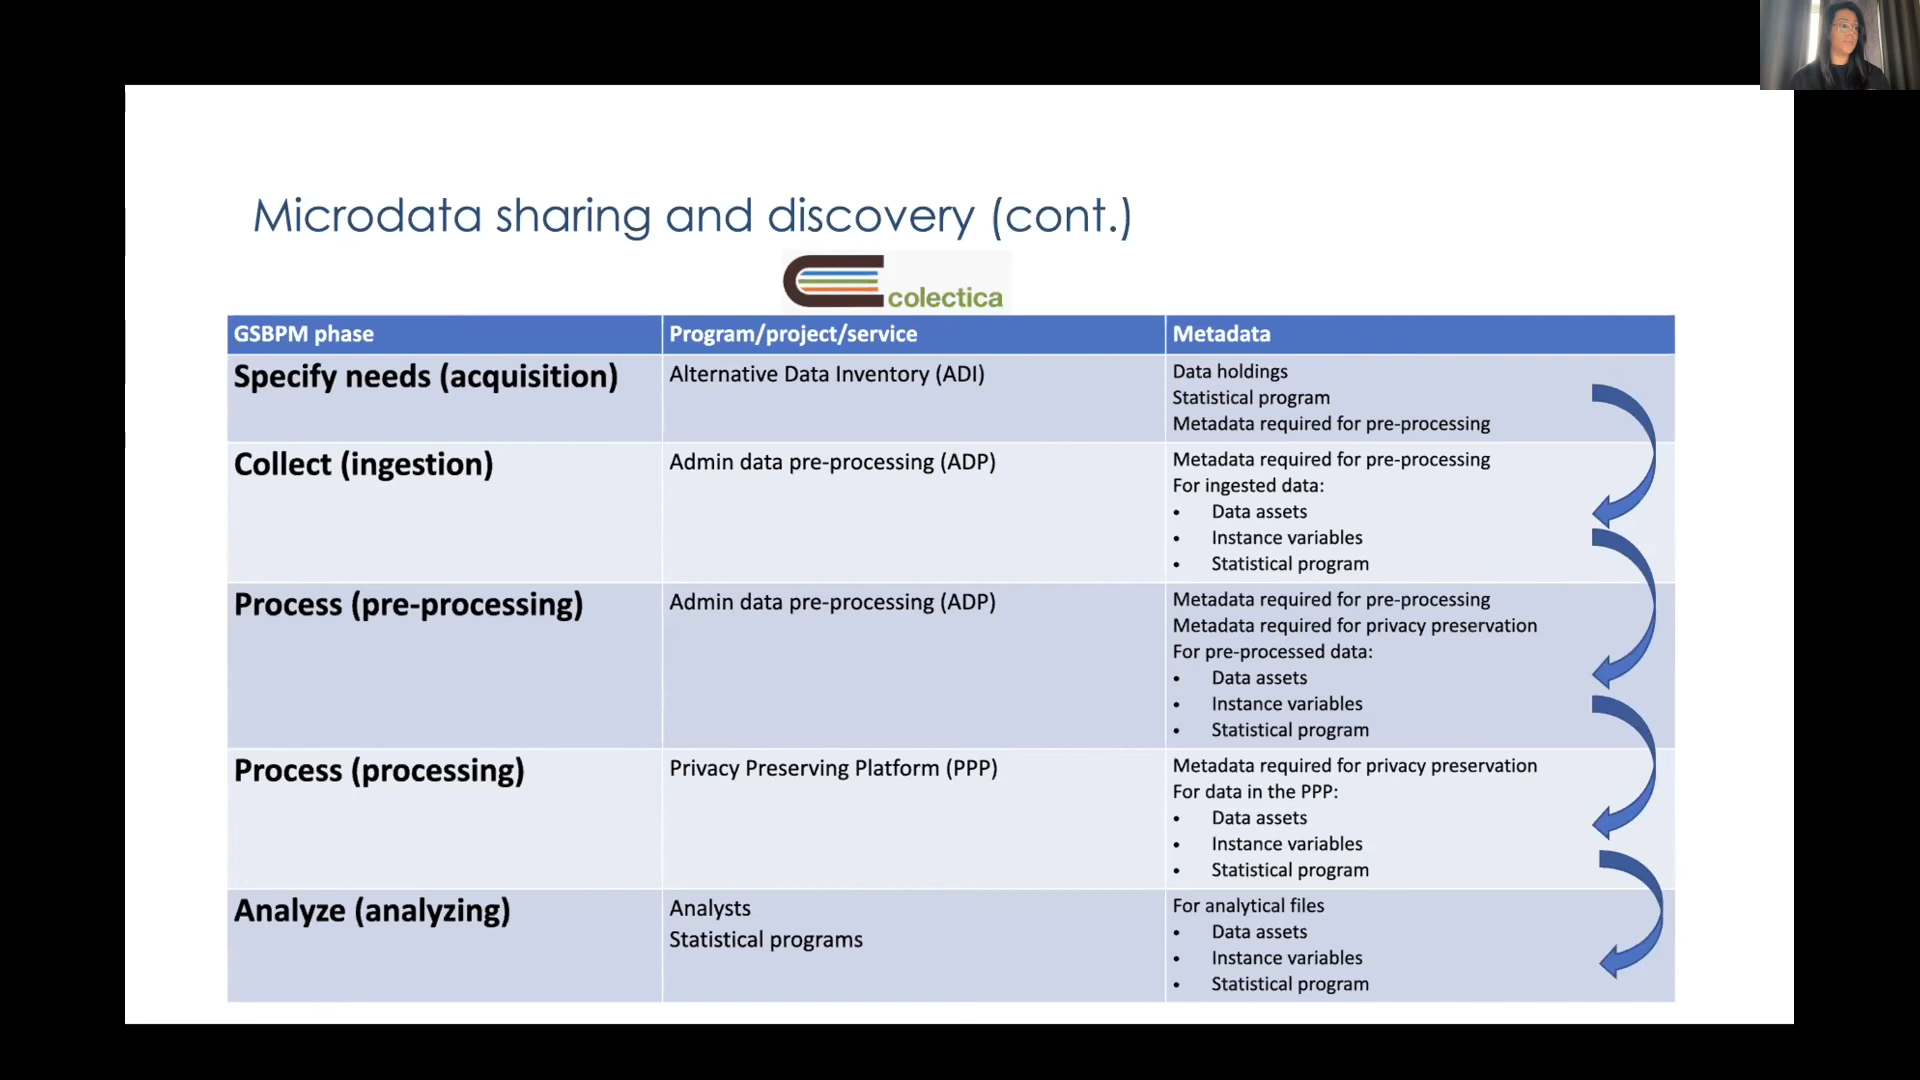 Microdata sharing and discovery (cont.)
colectica
GSBPM phase
Program/project/service
Metadata
Specify needs (acquisition)
Alternative Data Inventory (ADI)
Data holdings
Statistical program
Metadata required for pre-processing
Collect (ingestion)
Admin data pre-processing (ADP)
Metadata required for pre-processing
For ingested data:
• Data assets
• Instance variables
• Statistical program
Process (pre-processing)
Admin data pre-processing (ADP)
Metadata required for pre-processing
Metadata required for privacy preservation
For pre-processed data:
• Data assets
• Instance variables
• Statistical program
Process (processing)
Privacy Preserving Platform (PPP)
Metadata required for privacy preservation
For data in the PPP:
• Data assets
• Instance variables
• Statistical program
Analyze (analyzing)
Analysts
Statistical programs
For analytical files
• Data assets
• Instance variables
• Statistical program